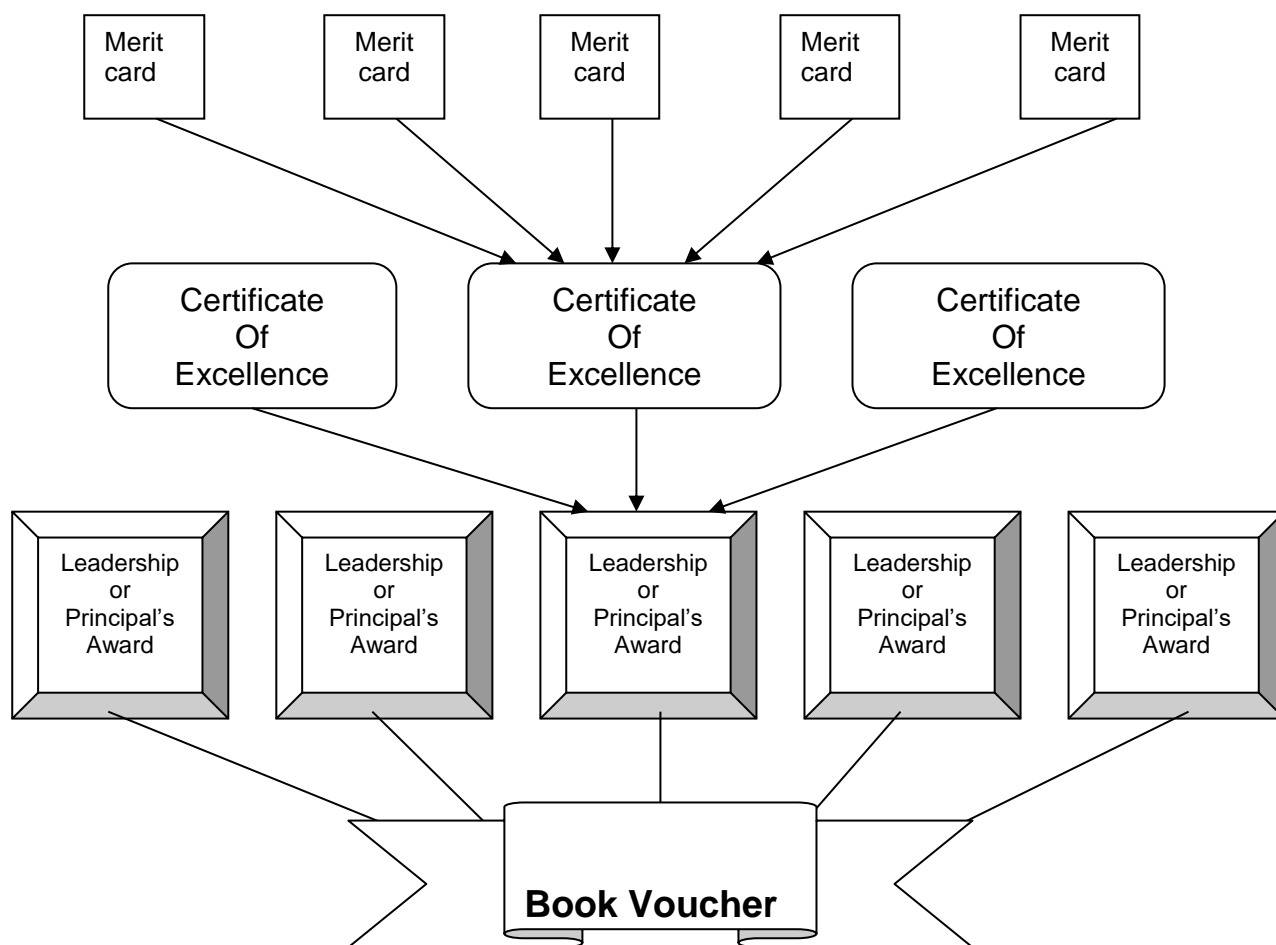 Merit
card
Merit
card
Merit
card
Merit
card
Merit
card
Certificate
Of
Excellence
Certificate
Of
Excellence
Certificate
Of
Excellence
Leadership
or
Principal’s
Award
Leadership
or
Principal’s
Award
Leadership
or
Principal’s
Award
Leadership
or
Principal’s
Award
Leadership
or
Principal’s
Award
Book Voucher